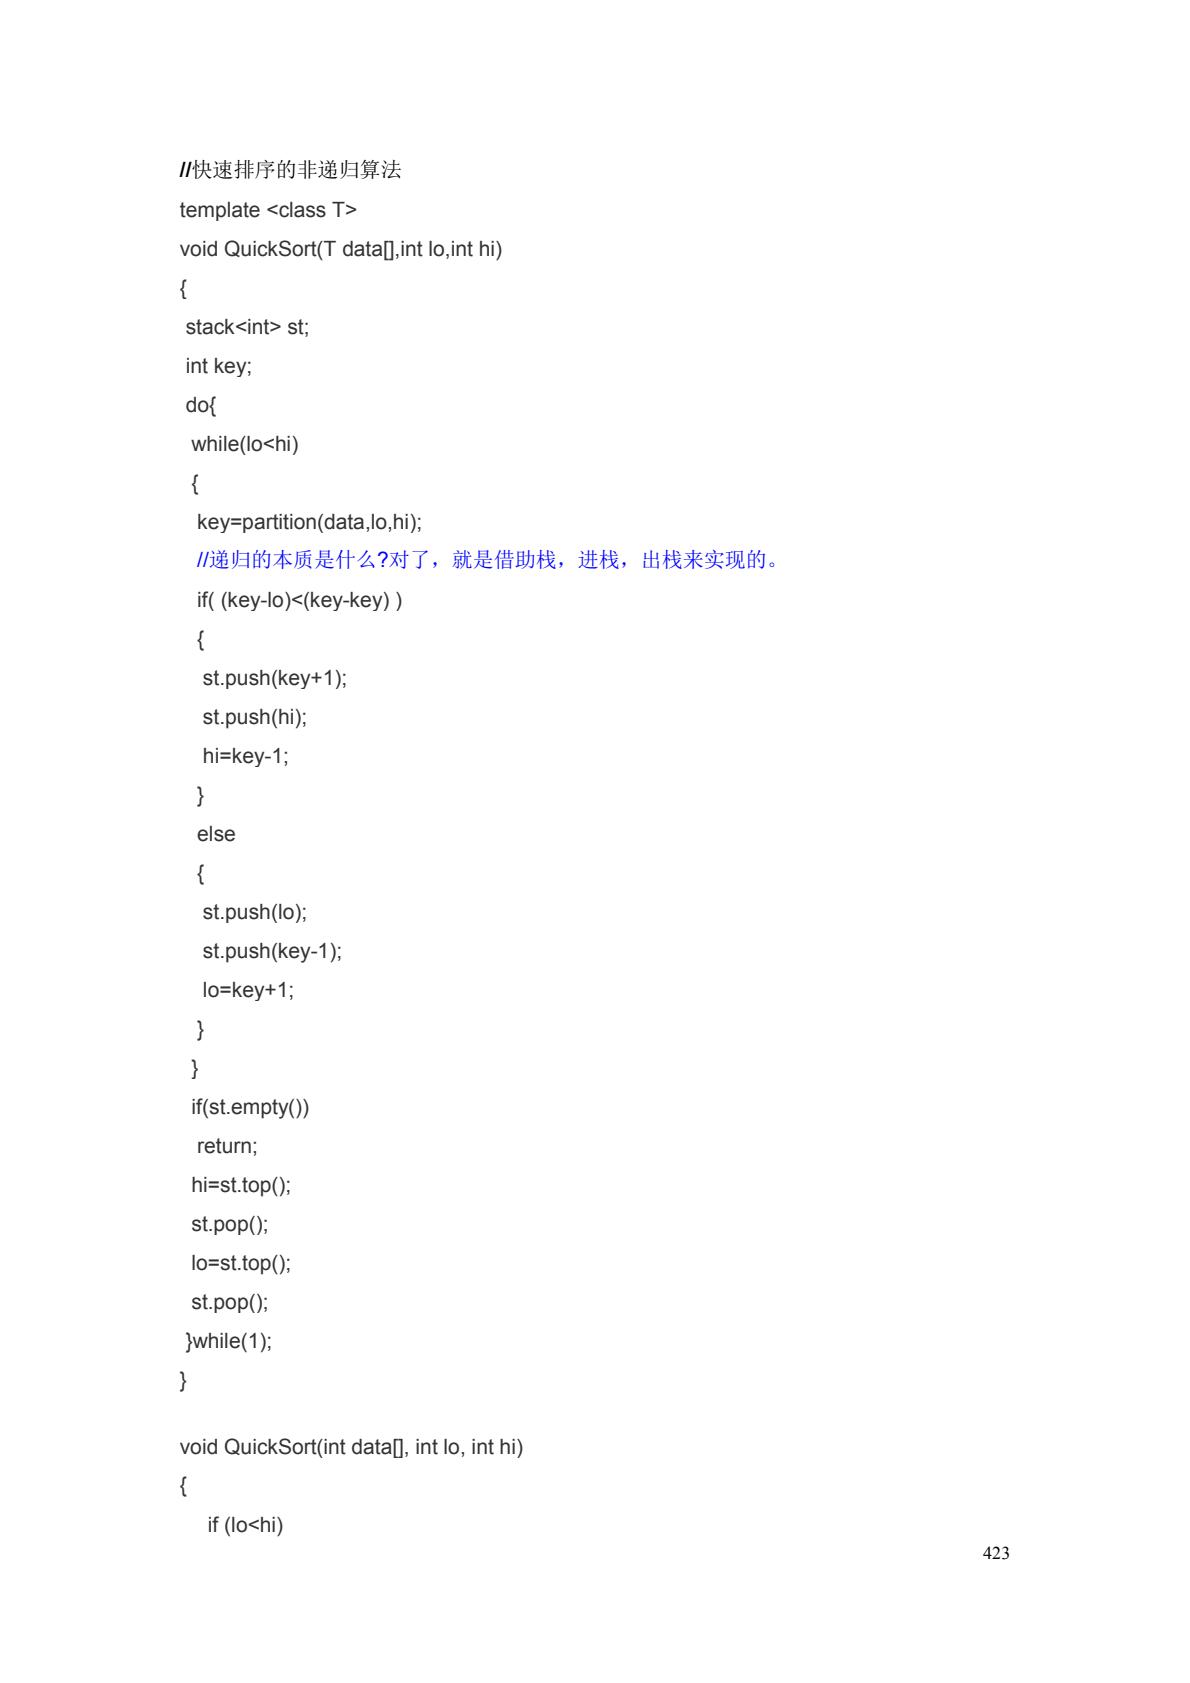 //快速排序的非递归算法
template <class T>
void QuickSort(T data[],int lo,int hi)
{
stack<int> st;
int key;
do{
while(lo<hi)
{
key=partition(data,lo,hi);
//递归的本质是什么?对了，就是借助栈，进栈，出栈来实现的。
if( (key-lo)<(key-key) )
{
st.push(key+1);
st.push(hi);
hi=key-1;
}
else
{
st.push(lo);
st.push(key-1);
lo=key+1;
}
}
if(st.empty())
return;
hi=st.top();
st.pop();
lo=st.top();
st.pop();
}while(1);
}
void QuickSort(int data[], int lo, int hi)
{
if (lo<hi)
423